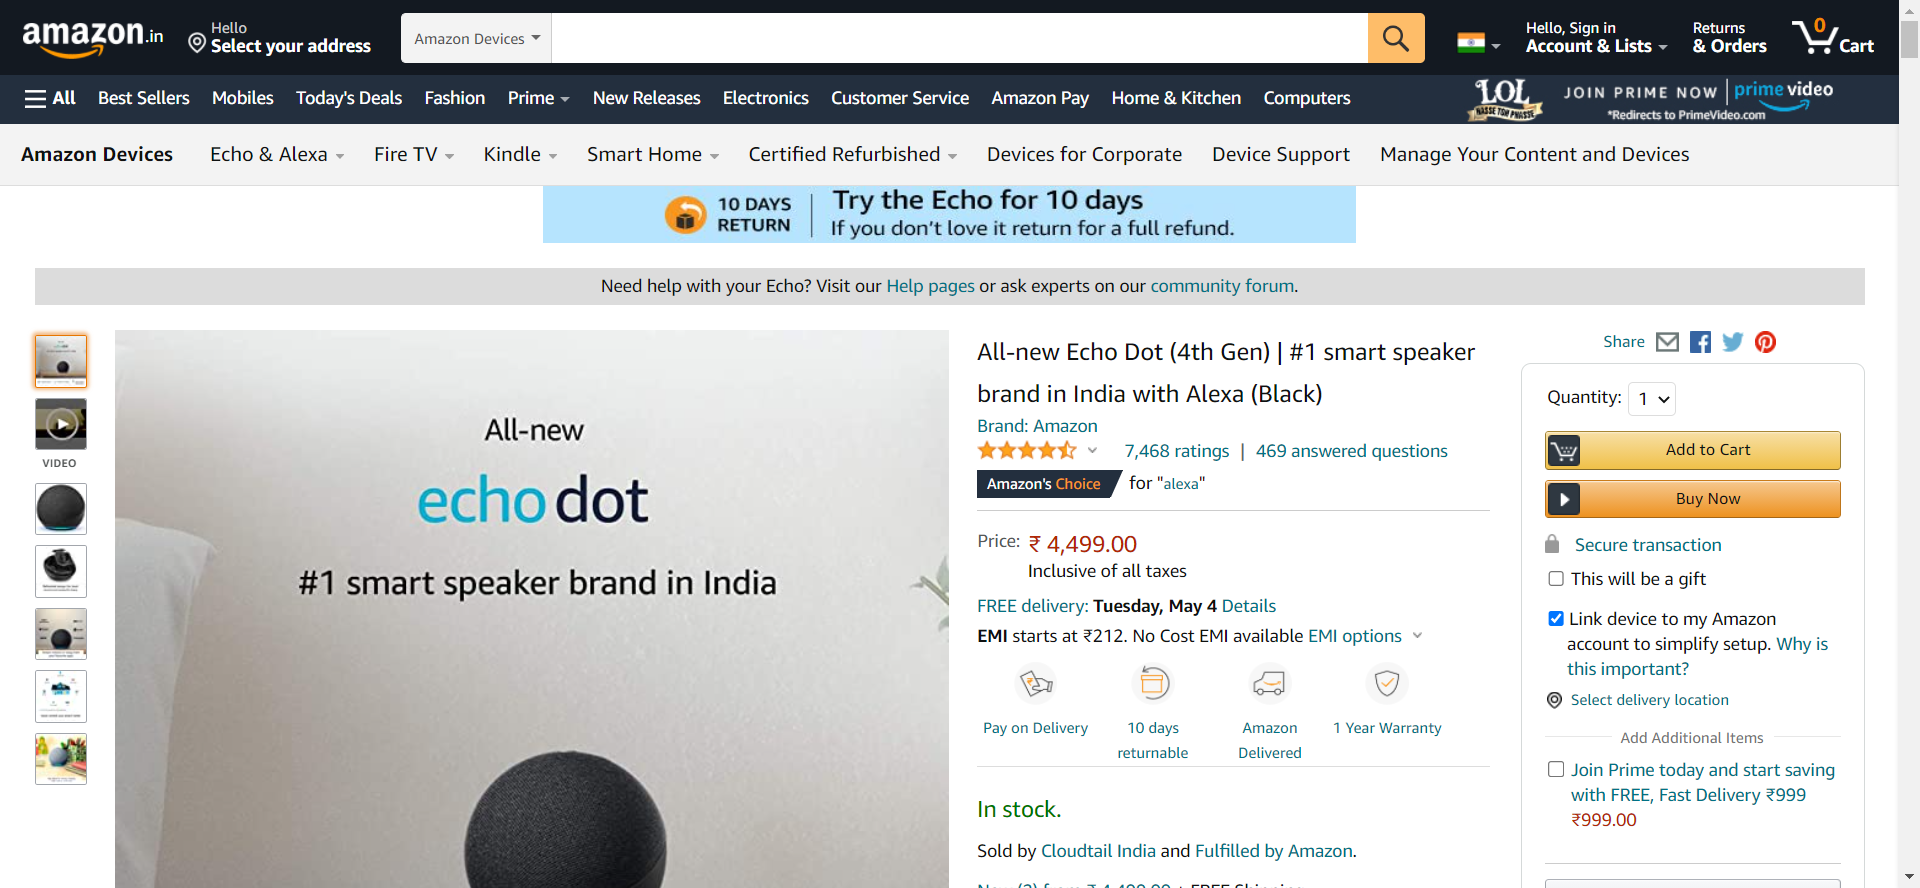 amazon.in
Hello
Select your address
Amazon Devices
Hello, Sign in
Account & Lists
Returns
& Orders
0
Cart
All
Best Sellers
Mobiles
Today's Deals
Fashion
Prime
New Releases
Electronics
Customer Service
Amazon Pay
Home & Kitchen
Computers
LOL
HASSE TOH PHASSE
JOIN PRIME NOW
prime video
*Redirects to PrimeVideo.com
Amazon Devices
Echo & Alexa
Fire TV
Kindle
Smart Home
Certified Refurbished
Devices for Corporate
Device Support
Manage Your Content and Devices
10 DAYS
RETURN
Try the Echo for 10 days
If you don't love it return for a full refund.
Need help with your Echo? Visit our Help pages or ask experts on our community forum.
VIDEO
All-new
echo dot
#1 smart speaker brand in India
All-new Echo Dot (4th Gen) | #1 smart speaker
brand in India with Alexa (Black)
Brand: Amazon
7,468 ratings | 469 answered questions
Amazon's Choice for "alexa"
Price: ₹ 4,499.00
Inclusive of all taxes
FREE delivery: Tuesday, May 4 Details
EMI starts at ₹212. No Cost EMI available EMI options
Pay on Delivery
10 days
returnable
Amazon
Delivered
1 Year Warranty
In stock.
Sold by Cloudtail India and Fulfilled by Amazon.
Share
Quantity: 1
Add to Cart
Buy Now
Secure transaction
This will be a gift
Link device to my Amazon
account to simplify setup. Why is
this important?
Select delivery location
Add Additional Items
Join Prime today and start saving
with FREE, Fast Delivery ₹999
₹999.00